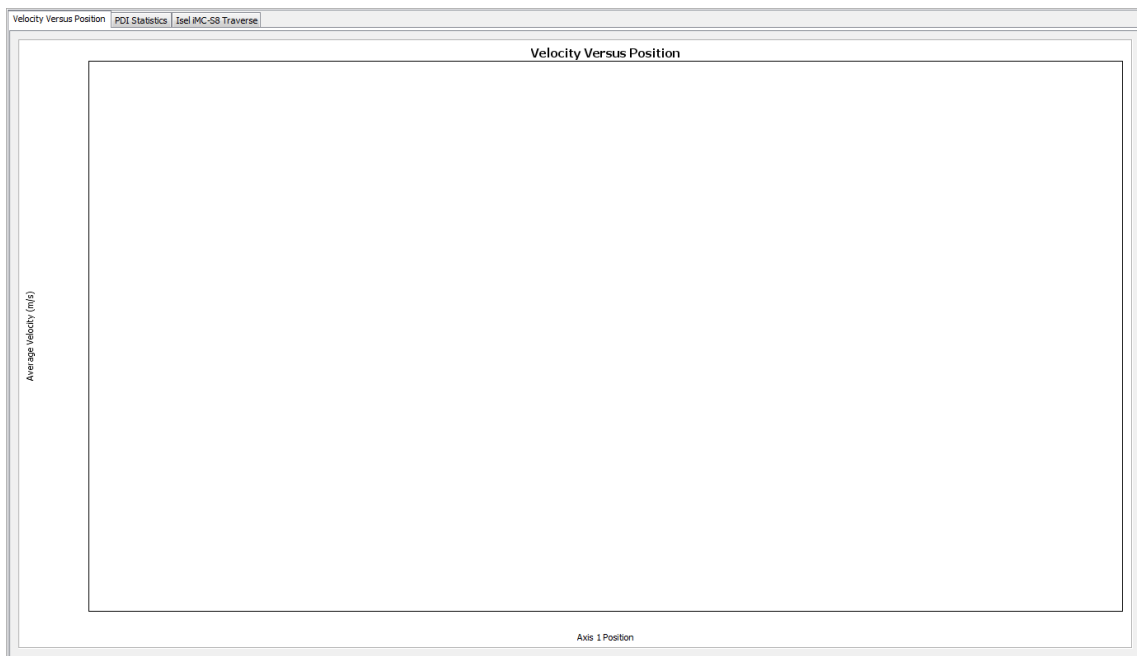 Velocity Versus Position PDI Statistics Isel iMC-S8 Traverse
Velocity Versus Position
Average Velocity (m/s)
Axis 1 Position